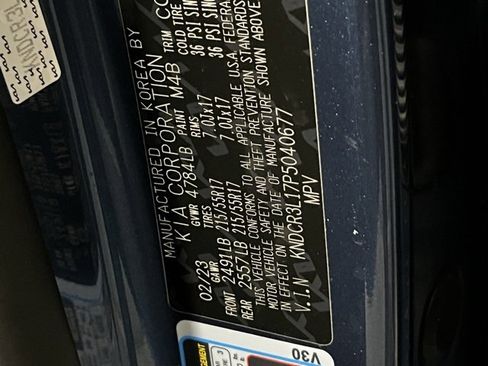 MANUFACTURED IN KOREA BY
KIA CORPORATION
02/23 GVWR 4784LB PAINT M4B TRIM
GAWR TIRES RIMS COLD TIRE
FRONT 2491LB 215/55R17 7.0JX17 36 PSI SIN
REAR 2557LB 215/55R17 7.0JX17 36 PSI SIN
THIS VEHICLE CONFORMS TO ALL APPLICABLE U.S.A. FEDERAL
MOTOR VEHICLE SAFETY AND THEFT PREVENTION STANDARDS
IN EFFECT ON THE DATE OF MANUFACTURE SHOWN ABOVE
V.I.N KNDCR3L17P5040677
MPV
V30